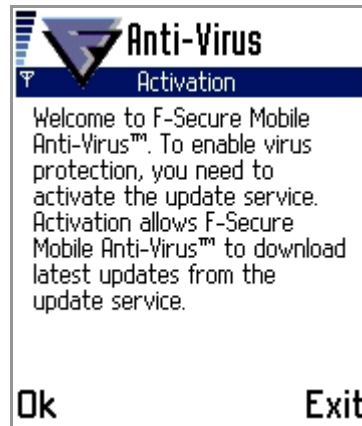 Anti-Virus
Activation
Welcome to F-Secure Mobile
Anti-Virus™. To enable virus
protection, you need to
activate the update service.
Activation allows F-Secure
Mobile Anti-Virus™ to download
latest updates from the
update service.
Ok Exit